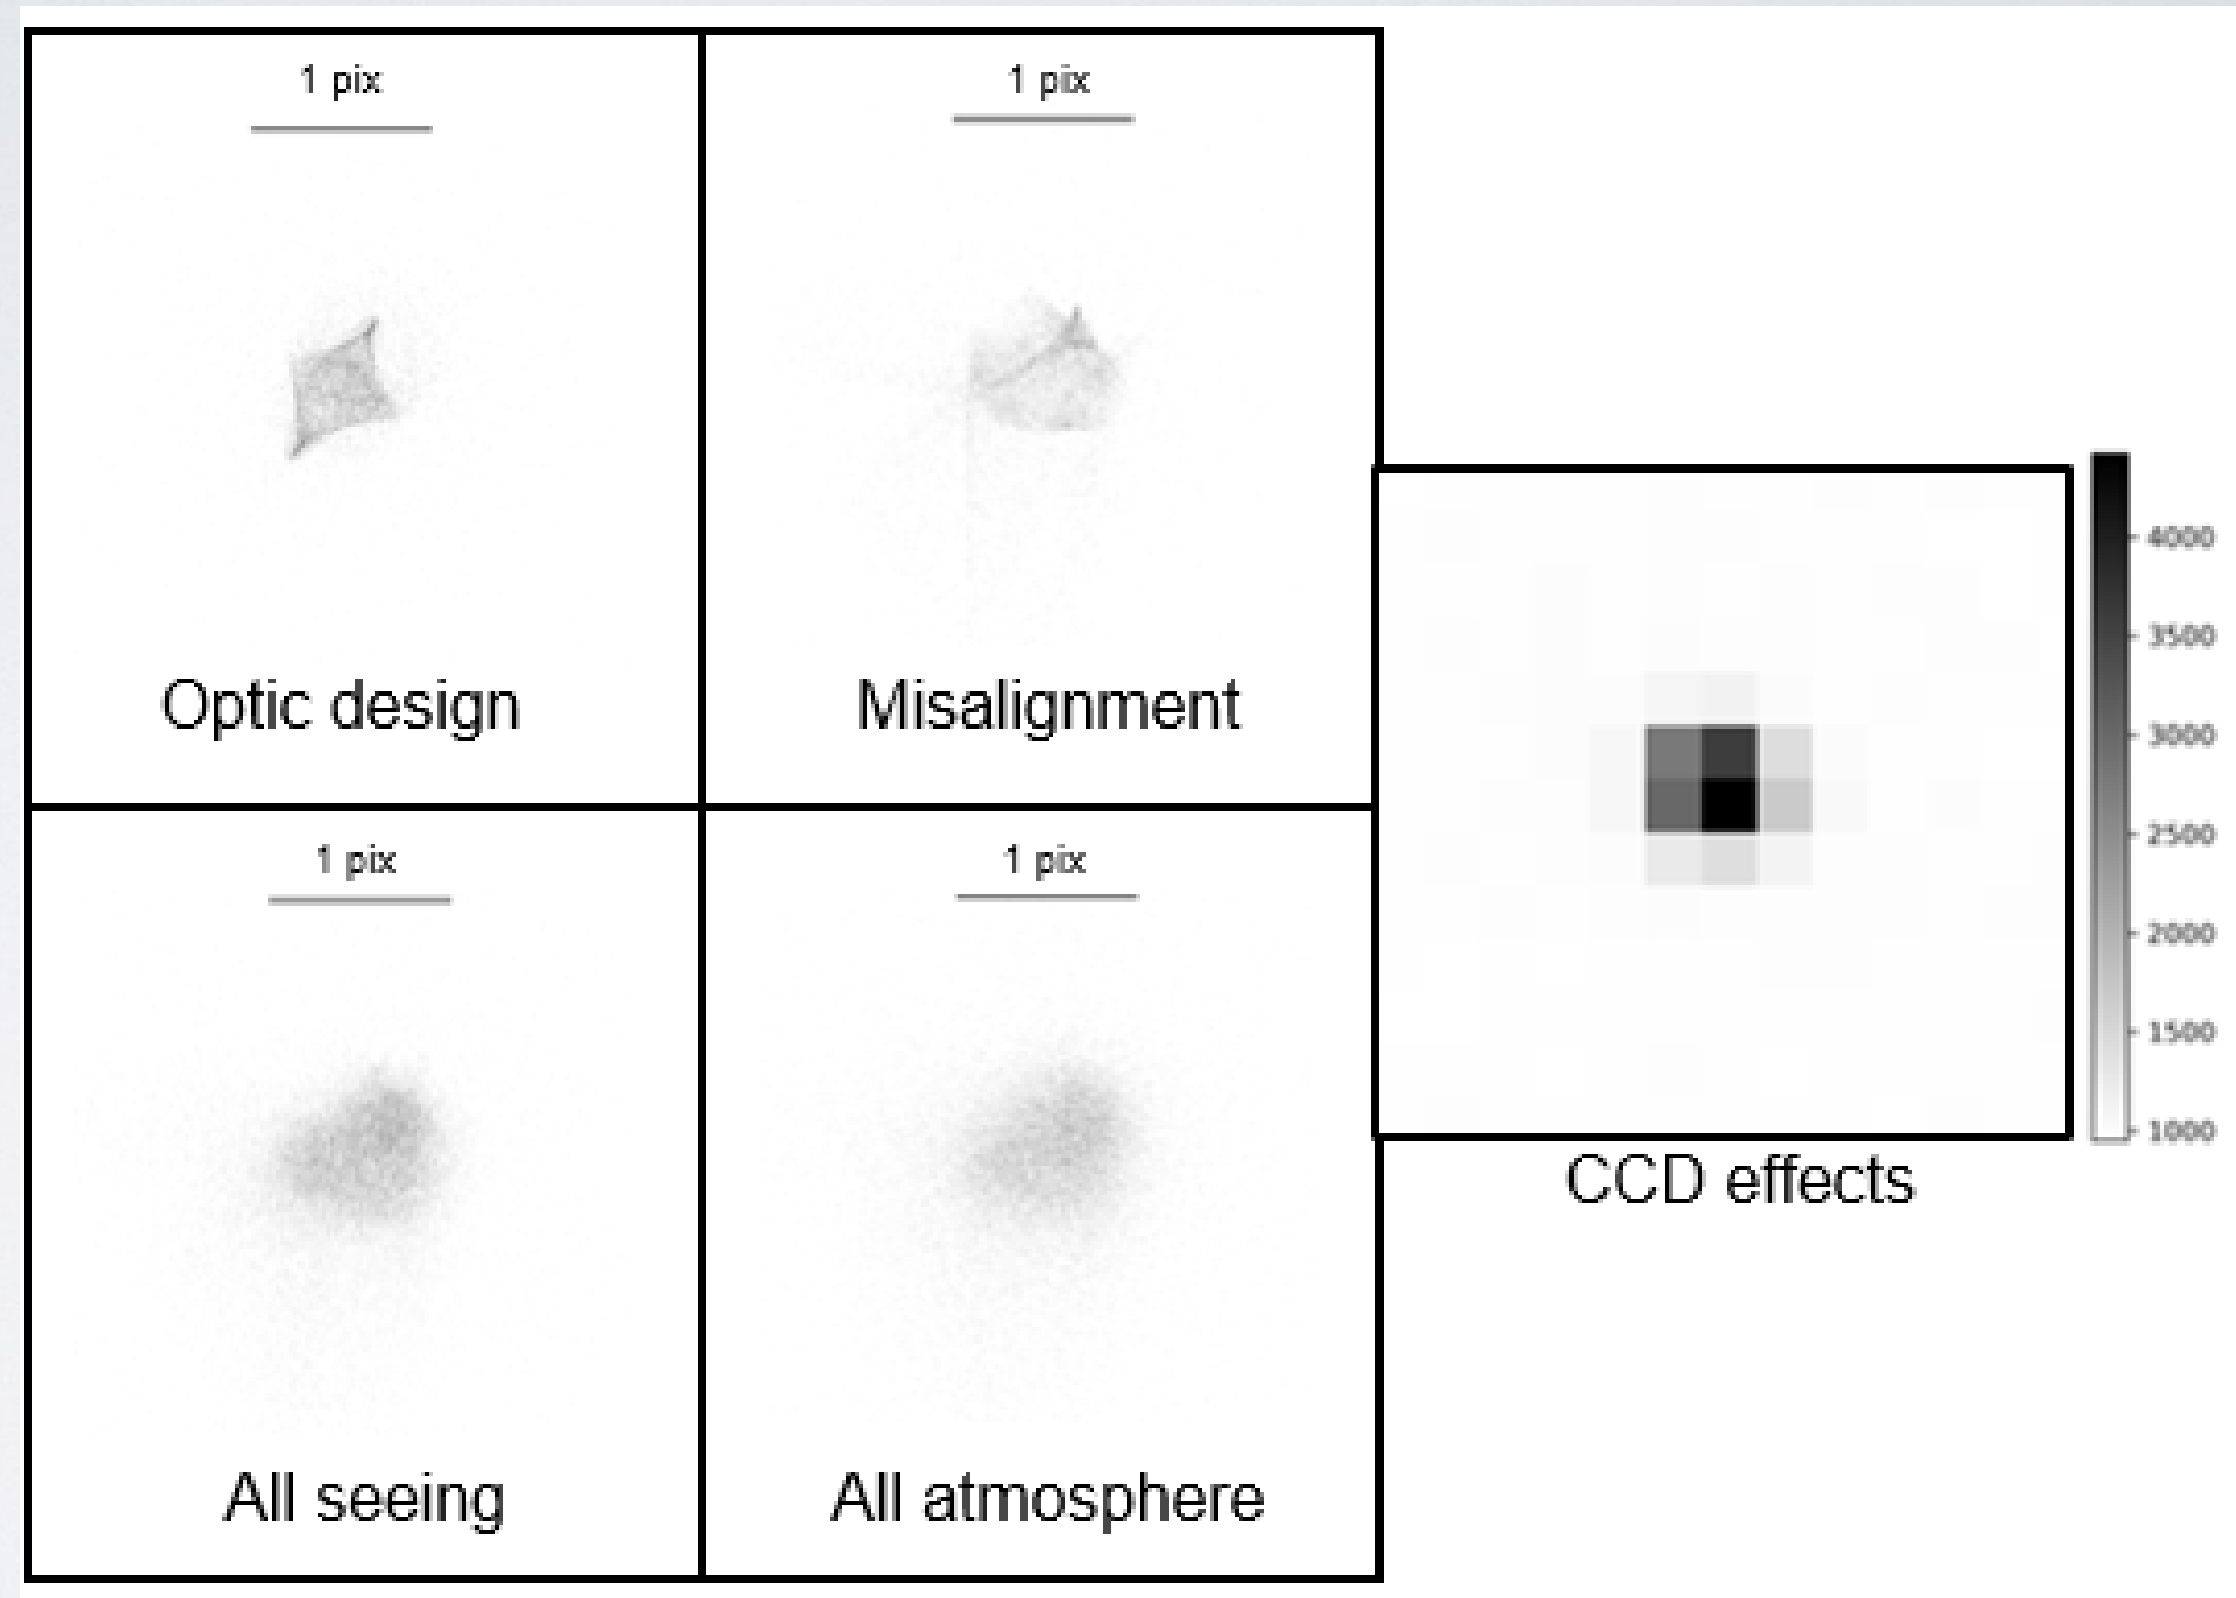 1 pix
Optic design
1 pix
Misalignment
1 pix
All seeing
1 pix
All atmosphere
4000
3500
3000
2500
2000
1500
1000
CCD effects